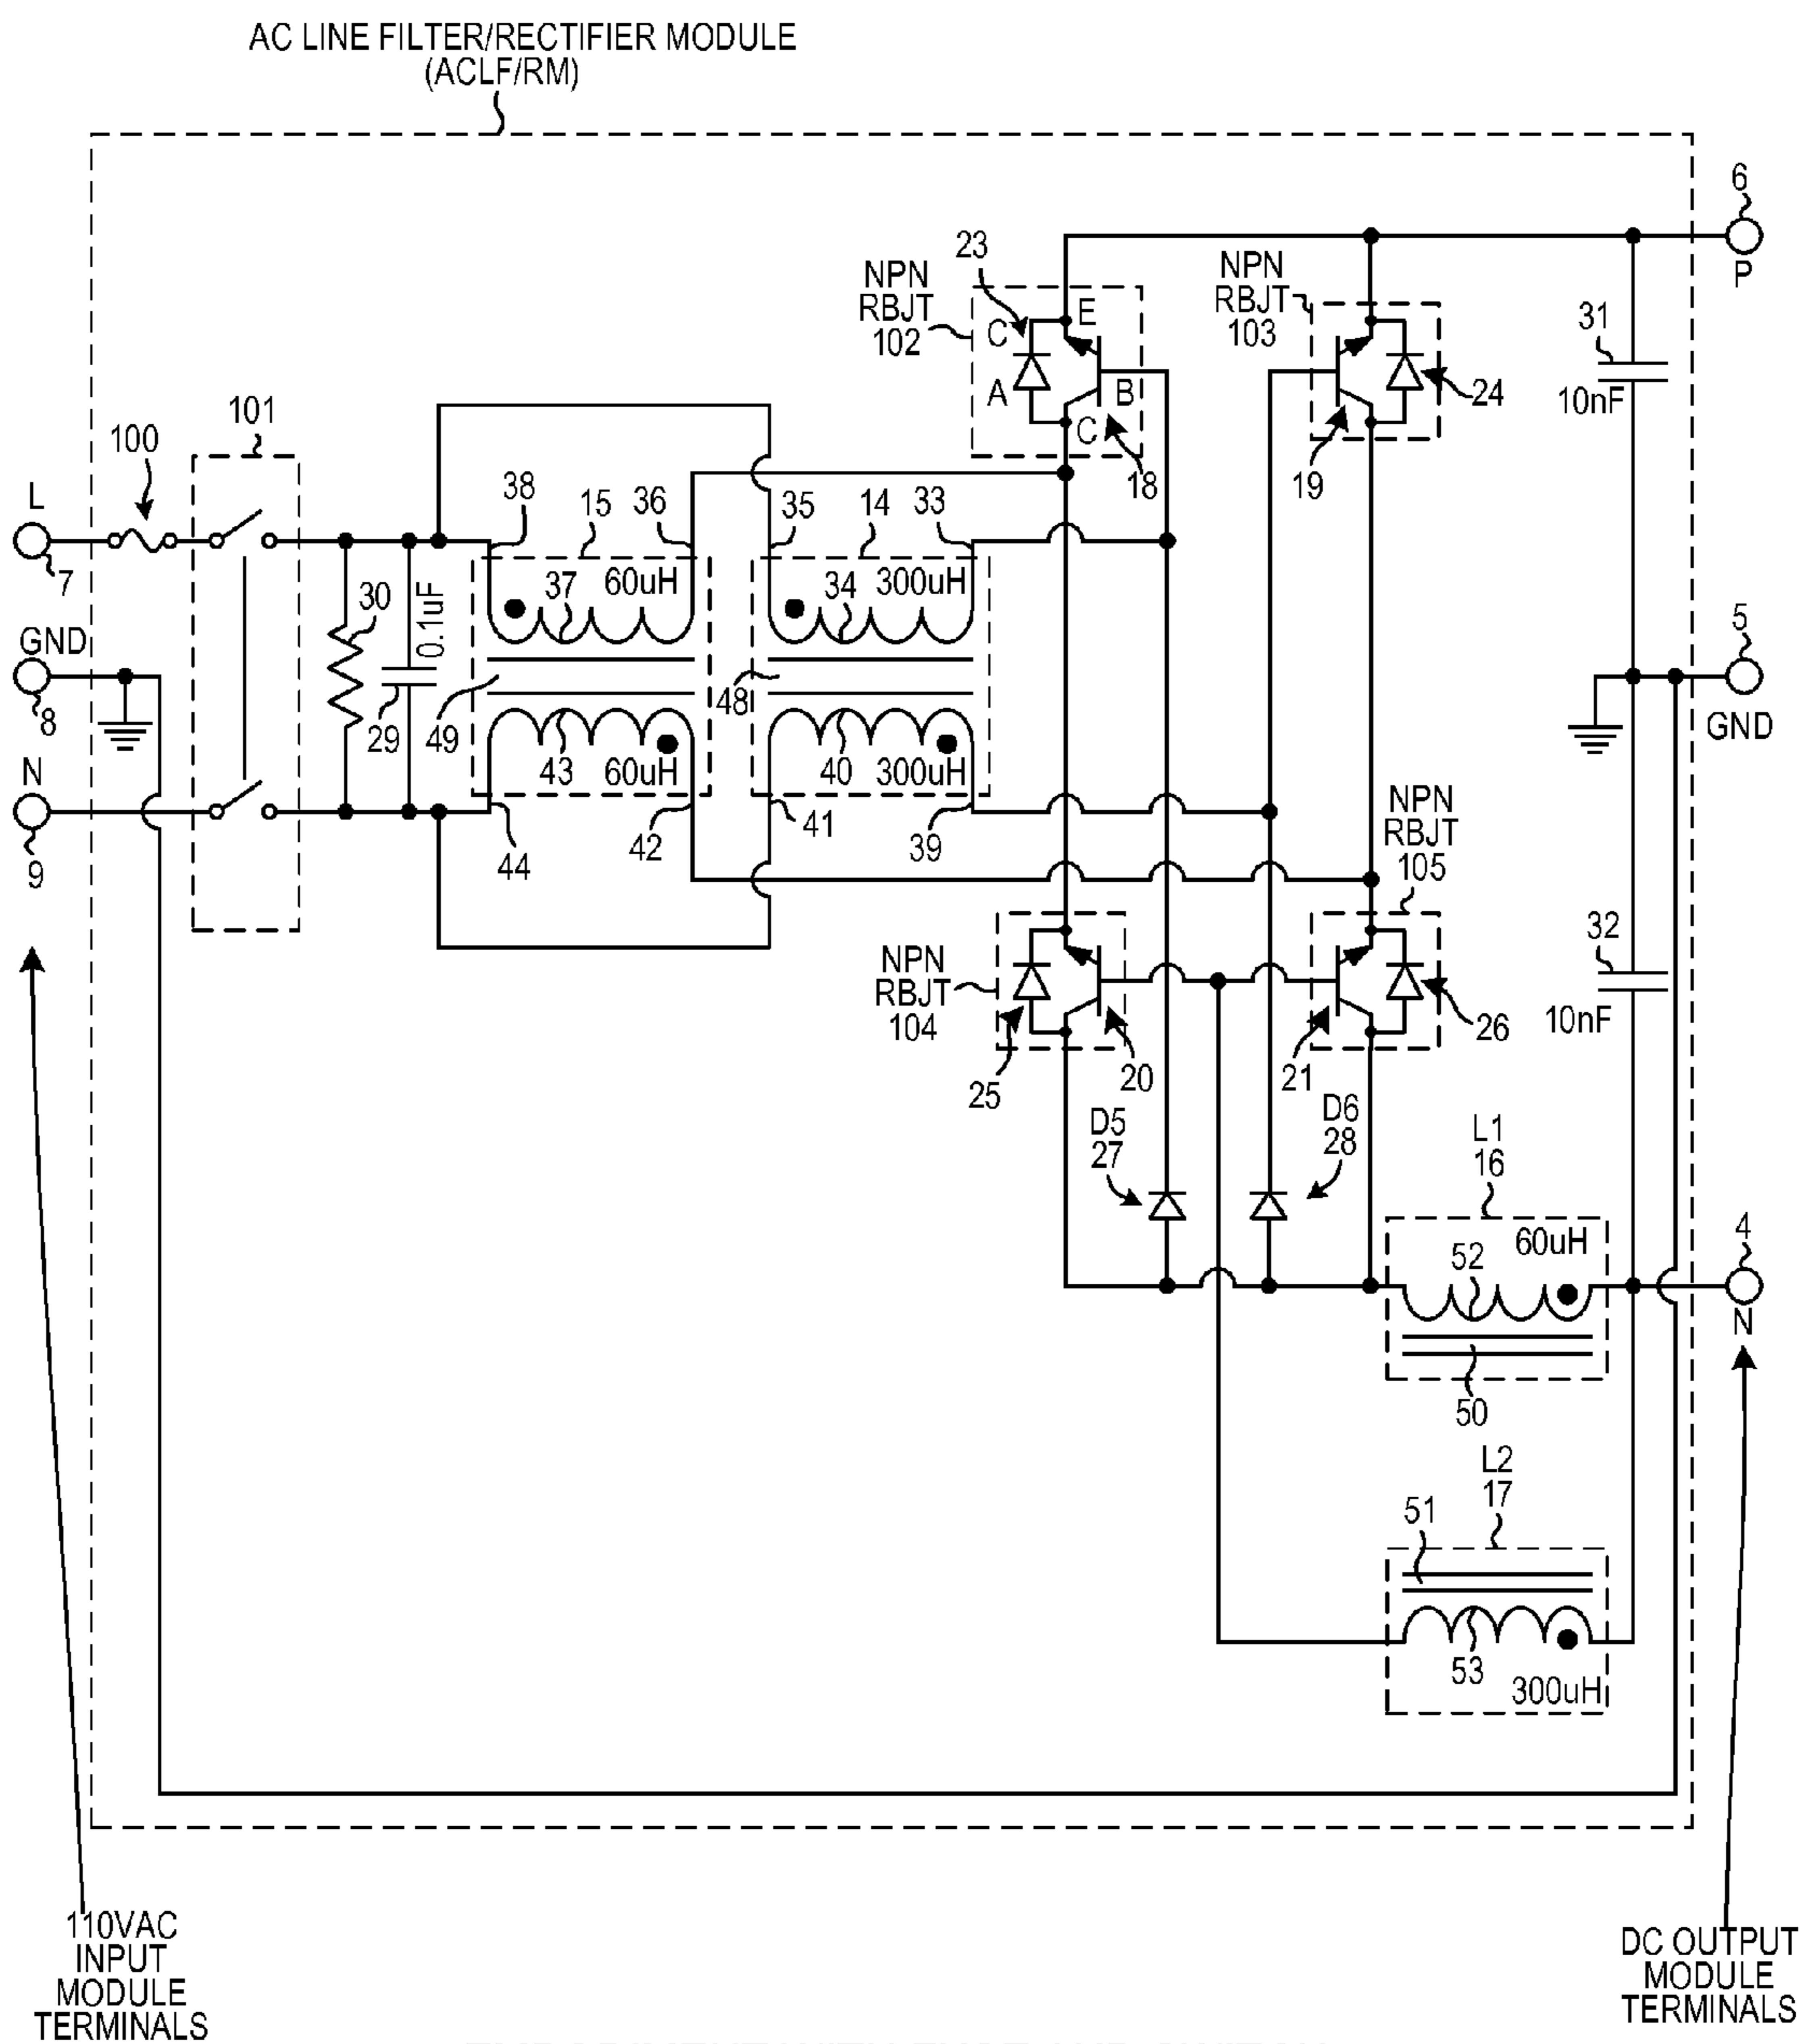 AC LINE FILTER/RECTIFIER MODULE
(ACLF/RM)
6
P
23
NPN
RBJT
102
C
E
A
B
C
18
NPN
RBJT
103
24
19
31
10nF
100
101
L
7
38
15
36
35
14
33
37
60uH
34
300uH
30
0.1uF
GND
8
29
49
48
43
60uH
40
300uH
5
GND
N
9
44
42
41
39
NPN
RBJT
105
NPN
RBJT
104
25
20
21
26
32
10nF
D5
27
D6
28
L1
16
60uH
52
50
4
N
L2
17
51
53
300uH
110VAC
INPUT
MODULE
TERMINALS
DC OUTPUT
MODULE
TERMINALS